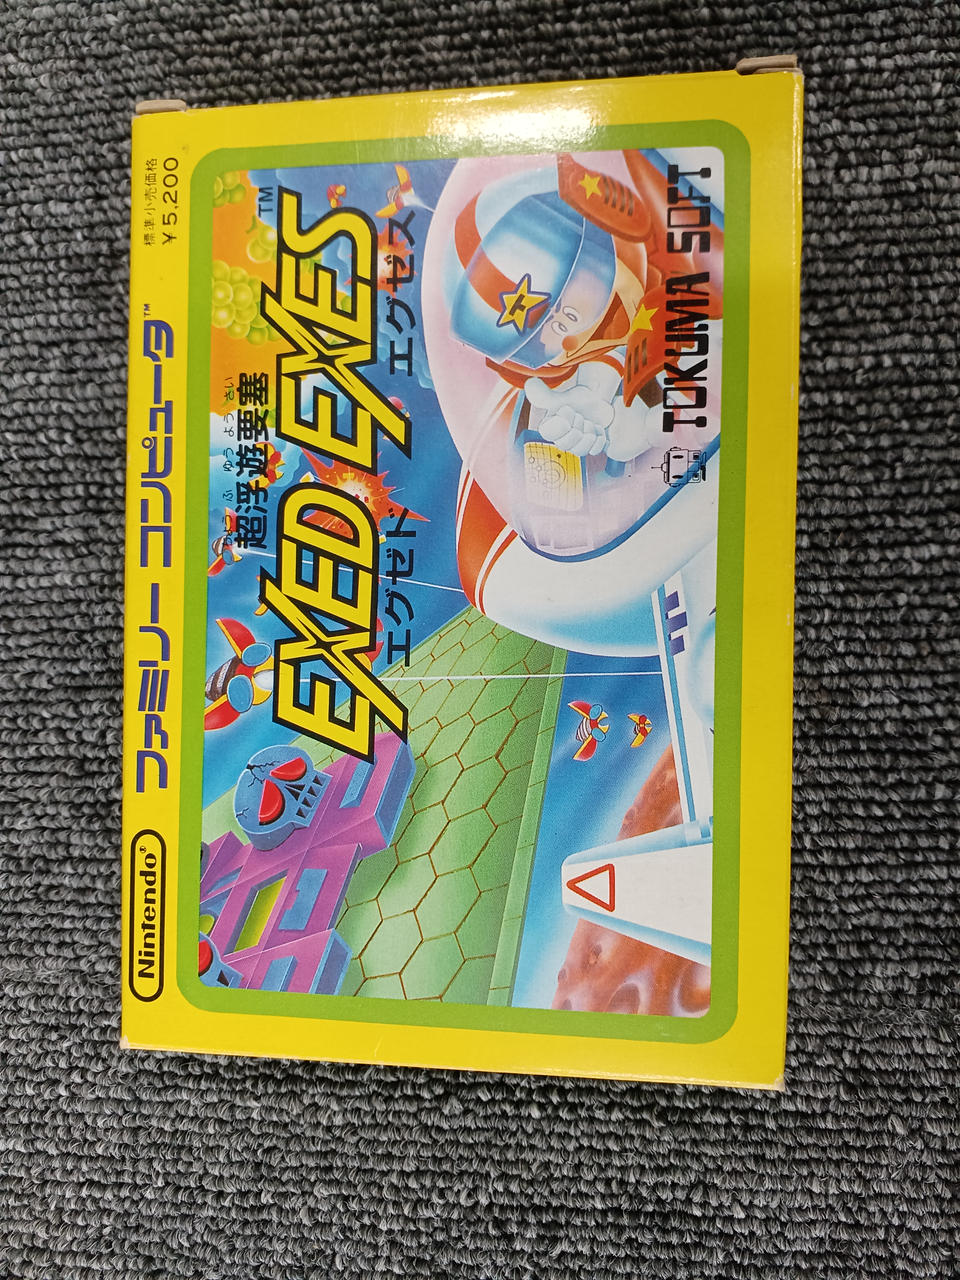 Nintendo®
ファミリー コンピュータ™
標準小売価格
￥5,200
ちょう ふ ゆう よう さい
超浮遊要塞
EXED EXES™
エグゼド エグゼス
T
TOKUMA SOFT